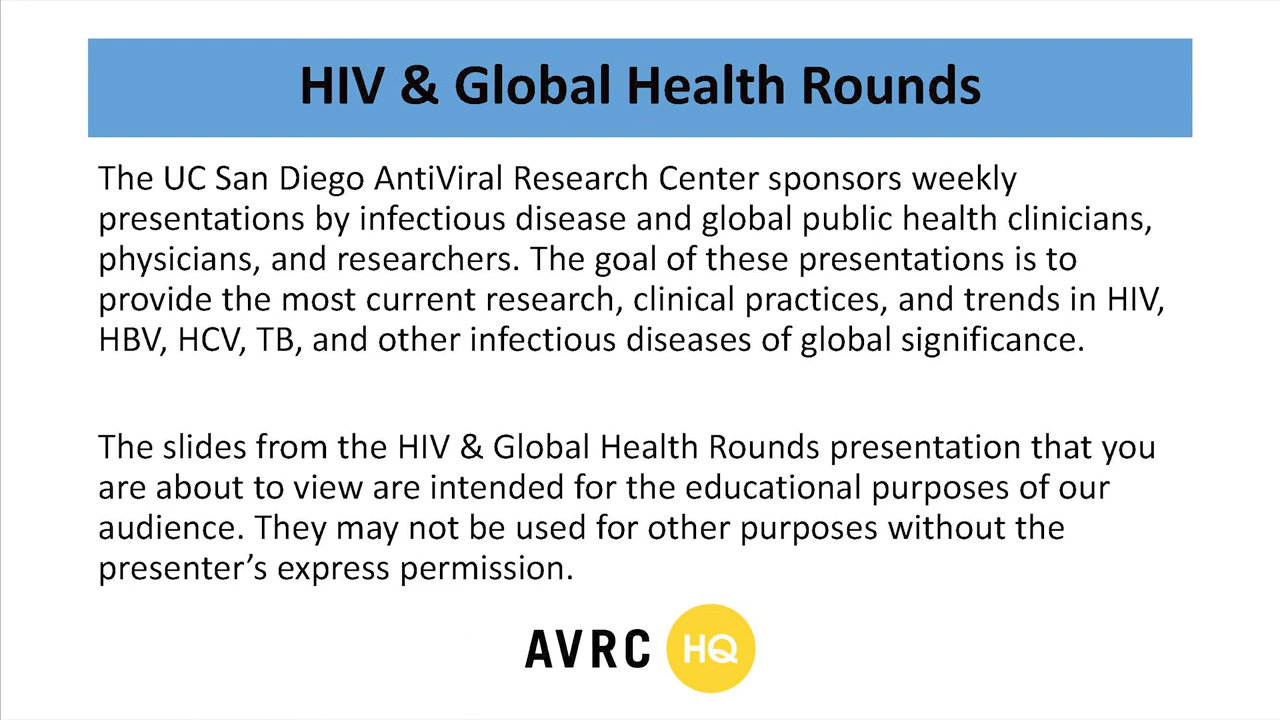 HIV & Global Health Rounds
The UC San Diego AntiViral Research Center sponsors weekly
presentations by infectious disease and global public health clinicians,
physicians, and researchers. The goal of these presentations is to
provide the most current research, clinical practices, and trends in HIV,
HBV, HCV, TB, and other infectious diseases of global significance.
The slides from the HIV & Global Health Rounds presentation that you
are about to view are intended for the educational purposes of our
audience. They may not be used for other purposes without the
presenter’s express permission.
AVRC HQ